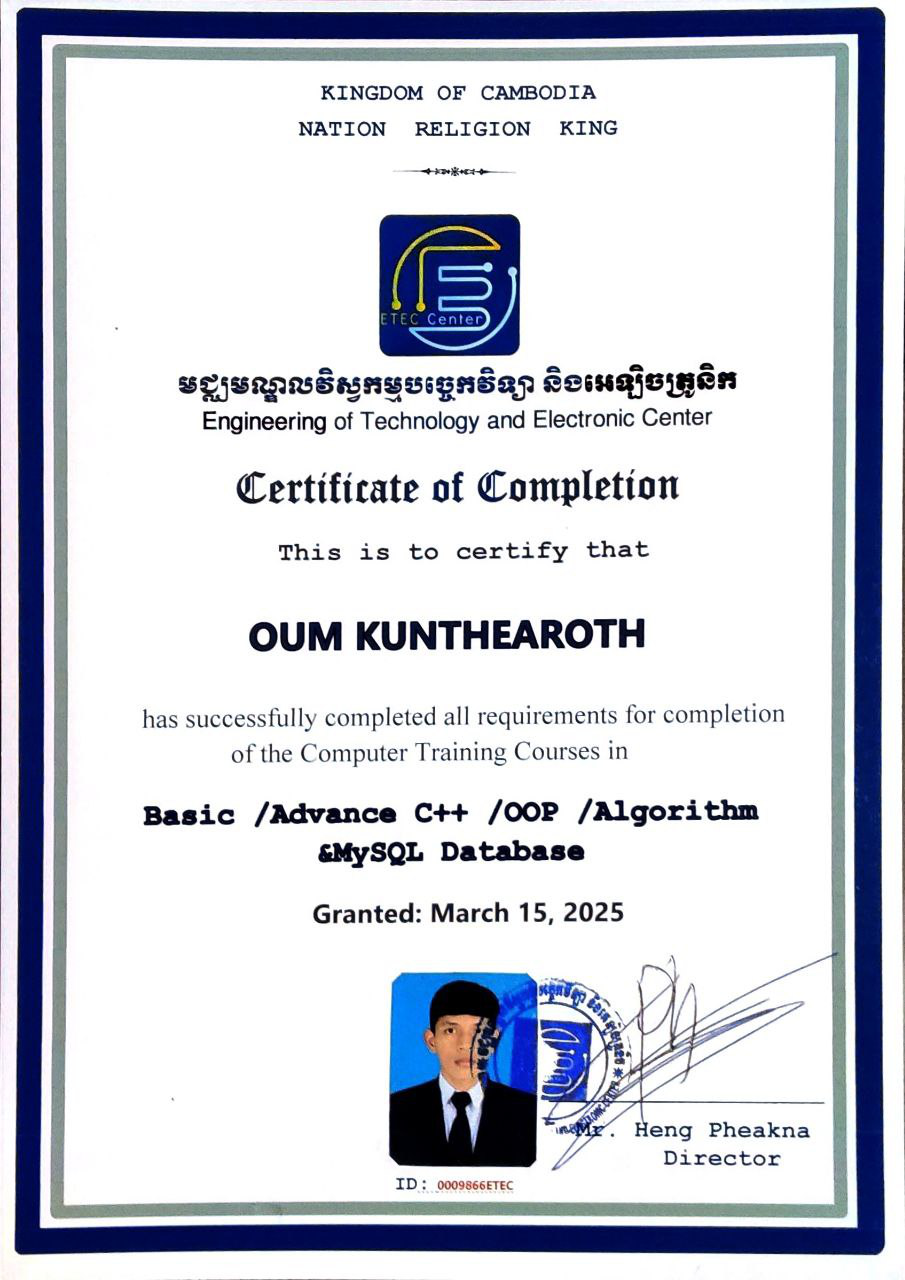 KINGDOM OF CAMBODIA
NATION RELIGION KING
ETEC Center
មជ្ឈមណ្ឌលវិស្វកម្មបច្ចេកវិទ្យា និងអេឡិចត្រូនិក
Engineering of Technology and Electronic Center
Certificate of Completion
This is to certify that
OUM KUNTHEAROTH
has successfully completed all requirements for completion
of the Computer Training Courses in
Basic /Advance C++ /OOP /Algorithm
&MySQL Database
Granted: March 15, 2025
Mr. Heng Pheakna
Director
ID: 0009866ETEC